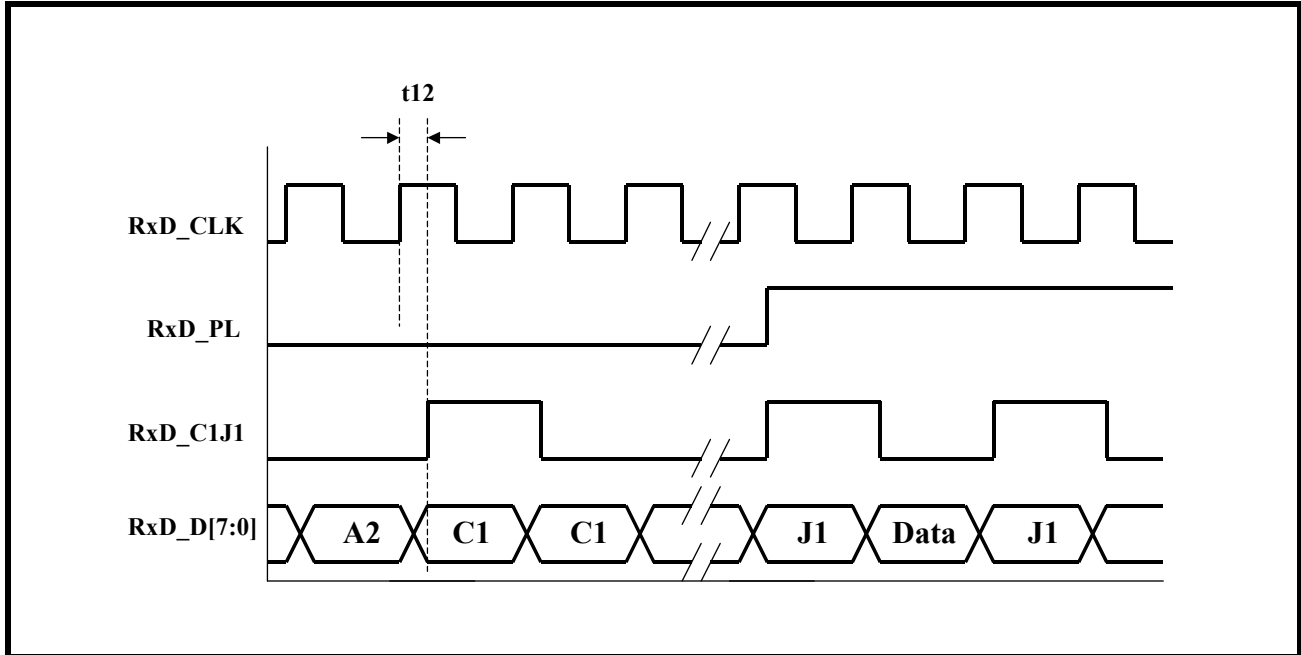 t12
RxD_CLK
RxD_PL
RxD_C1J1
RxD_D[7:0]
A2 C1 C1 J1 Data J1